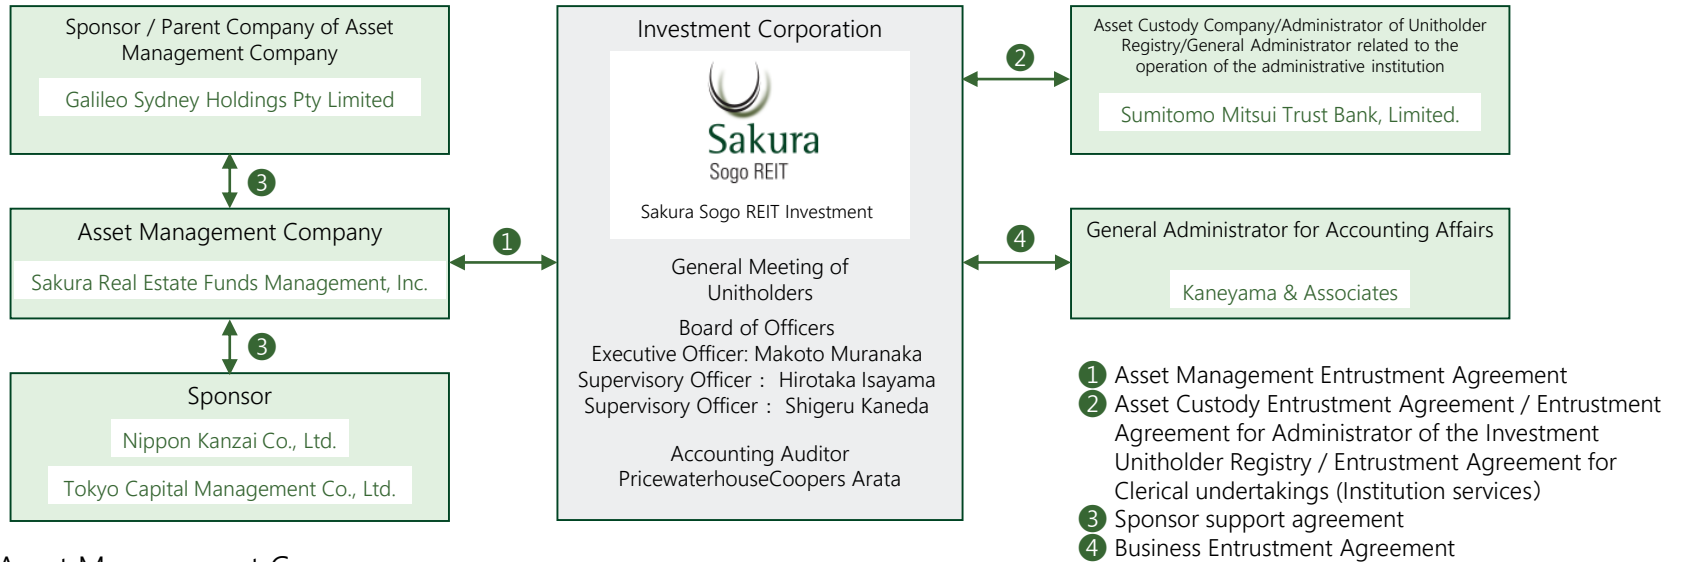 Sponsor / Parent Company of Asset
Management Company
Galileo Sydney Holdings Pty Limited
3
Asset Management Company
Sakura Real Estate Funds Management, Inc.
3
Sponsor
Nippon Kanzai Co., Ltd.
Tokyo Capital Management Co., Ltd.
1
Investment Corporation
Sakura
Sogo REIT
Sakura Sogo REIT Investment
General Meeting of
Unitholders
Board of Officers
Executive Officer: Makoto Muranaka
Supervisory Officer： Hirotaka Isayama
Supervisory Officer： Shigeru Kaneda
Accounting Auditor
PricewaterhouseCoopers Arata
2
Asset Custody Company/Administrator of Unitholder
Registry/General Administrator related to the
operation of the administrative institution
Sumitomo Mitsui Trust Bank, Limited.
4
General Administrator for Accounting Affairs
Kaneyama & Associates
1 Asset Management Entrustment Agreement
2 Asset Custody Entrustment Agreement / Entrustment
Agreement for Administrator of the Investment
Unitholder Registry / Entrustment Agreement for
Clerical undertakings (Institution services）
3 Sponsor support agreement
4 Business Entrustment Agreement